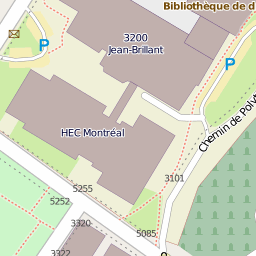 Bibliothèque de d
3200
Jean-Brillant
P
P
HEC Montréal
Chemin de Polyt
3101
5255
5252
5085
3320
3322